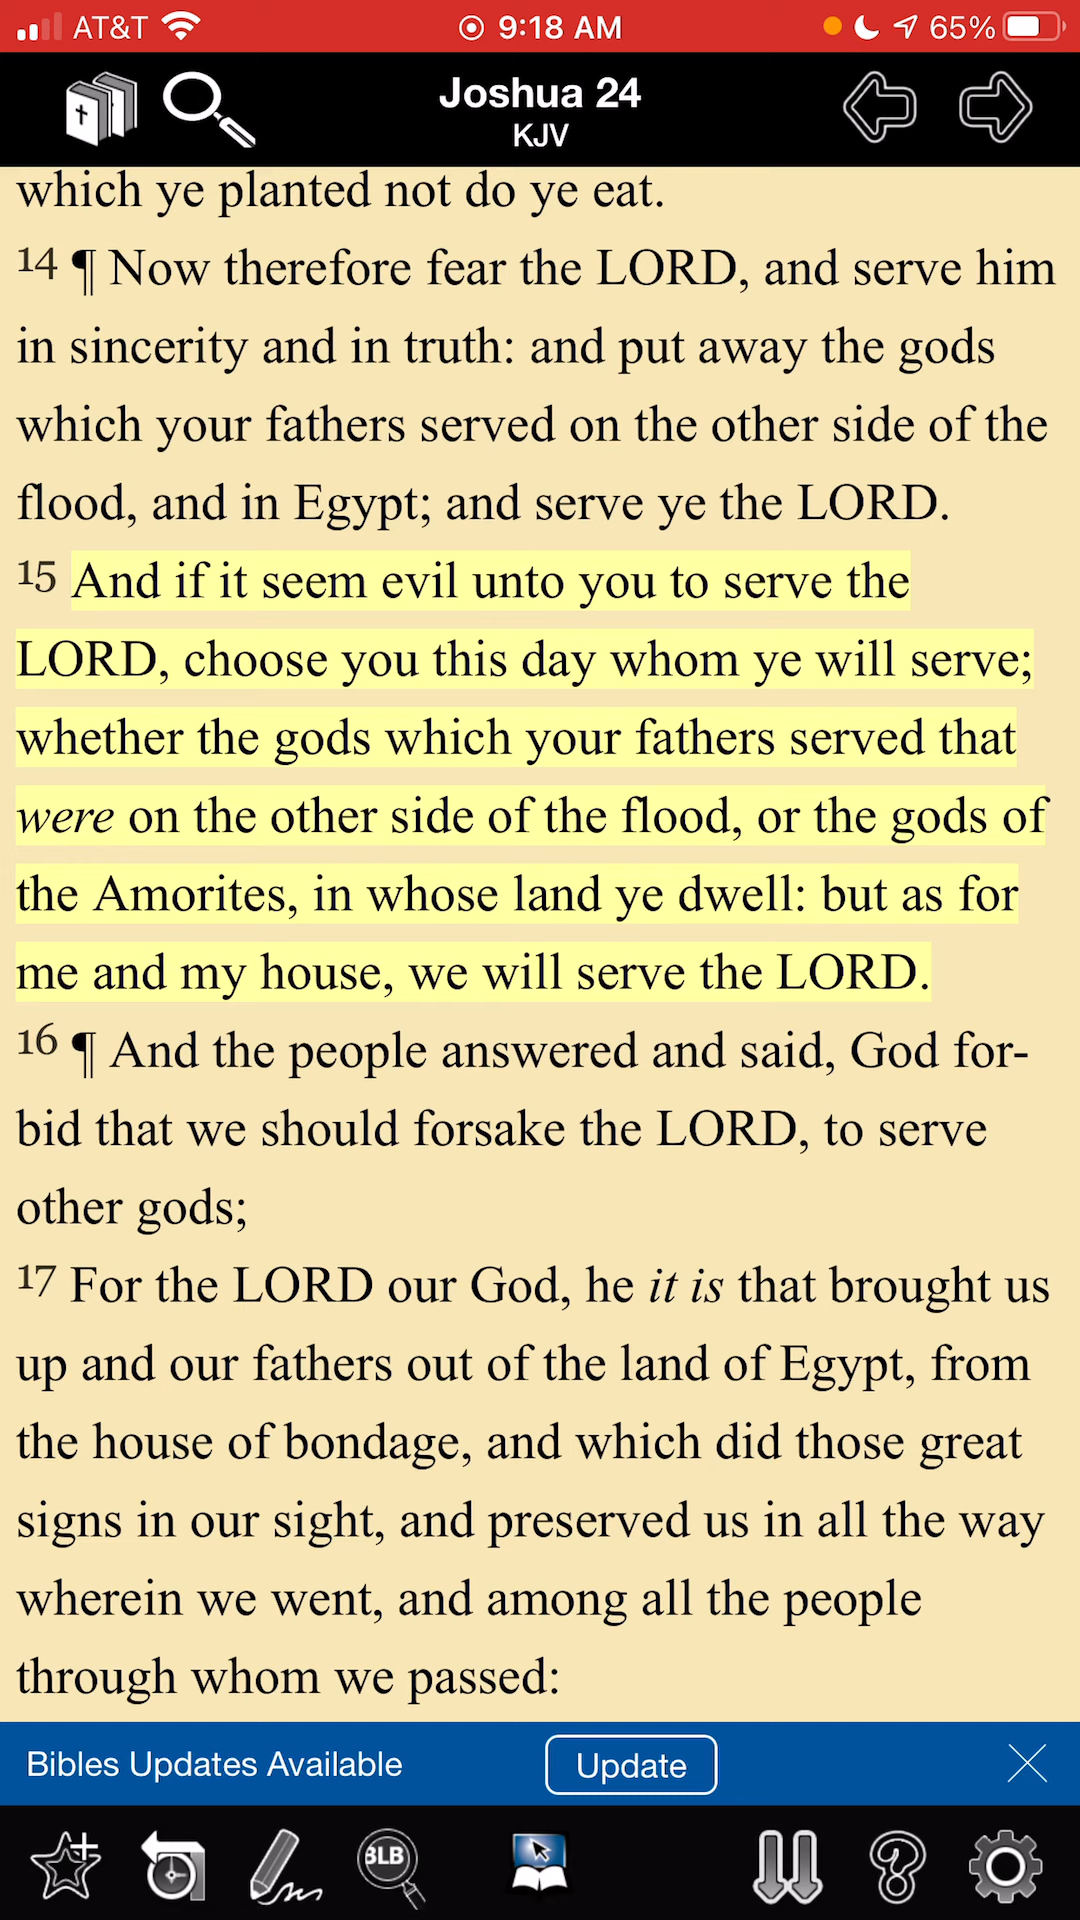 AT&T 9:18 AM 65%
Joshua 24
KJV
which ye planted not do ye eat.
14 ¶ Now therefore fear the LORD, and serve him
in sincerity and in truth: and put away the gods
which your fathers served on the other side of the
flood, and in Egypt; and serve ye the LORD.
15 And if it seem evil unto you to serve the
LORD, choose you this day whom ye will serve;
whether the gods which your fathers served that
were on the other side of the flood, or the gods of
the Amorites, in whose land ye dwell: but as for
me and my house, we will serve the LORD.
16 ¶ And the people answered and said, God for-
bid that we should forsake the LORD, to serve
other gods;
17 For the LORD our God, he it is that brought us
up and our fathers out of the land of Egypt, from
the house of bondage, and which did those great
signs in our sight, and preserved us in all the way
wherein we went, and among all the people
through whom we passed:
Bibles Updates Available Update
BLB